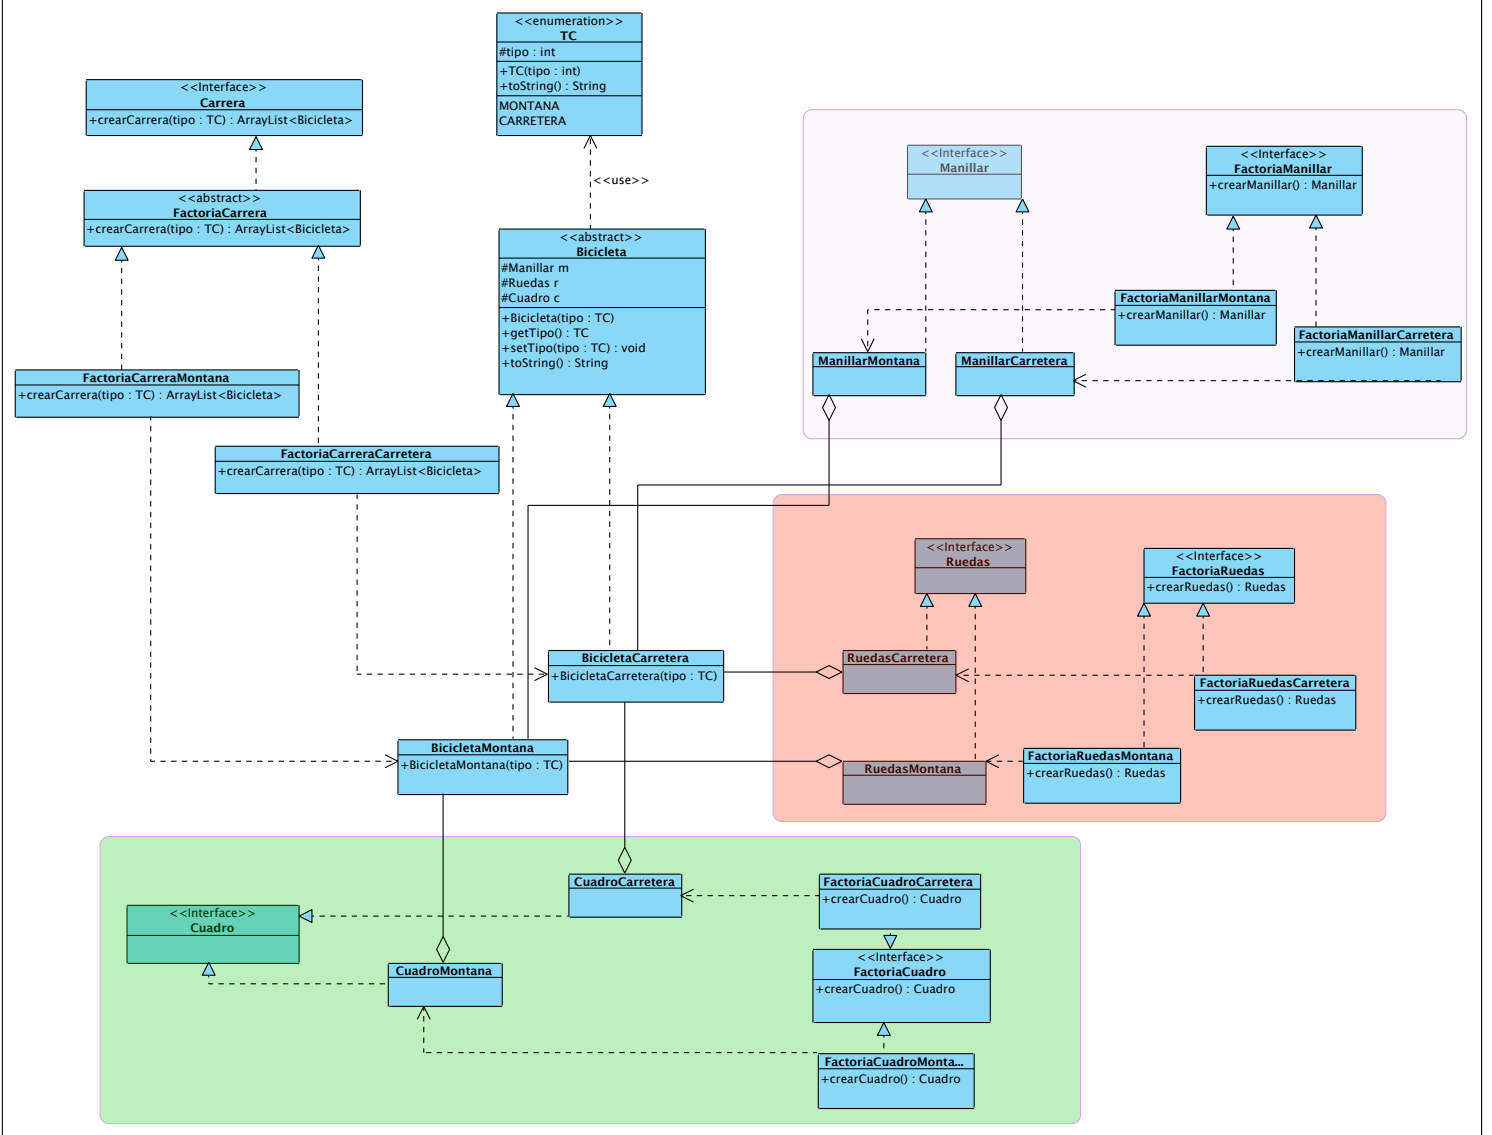 <<enumeration>>
TC
#tipo : int
+TC(tipo : int)
+toString() : String
MONTANA
CARRETERA
<<Interface>>
Carrera
+crearCarrera(tipo : TC) : ArrayList<Bicicleta>
<<abstract>>
FactoriaCarrera
+crearCarrera(tipo : TC) : ArrayList<Bicicleta>
<<use>>
<<abstract>>
Bicicleta
#Manillar m
#Ruedas r
#Cuadro c
+Bicicleta(tipo : TC)
+getTipo() : TC
+setTipo(tipo : TC) : void
+toString() : String
<<Interface>>
Manillar
<<Interface>>
FactoriaManillar
+crearManillar() : Manillar
FactoriaManillarMontana
+crearManillar() : Manillar
FactoriaManillarCarretera
+crearManillar() : Manillar
ManillarMontana
ManillarCarretera
FactoriaCarreraMontana
+crearCarrera(tipo : TC) : ArrayList<Bicicleta>
FactoriaCarreraCarretera
+crearCarrera(tipo : TC) : ArrayList<Bicicleta>
<<Interface>>
Ruedas
<<Interface>>
FactoriaRuedas
+crearRuedas() : Ruedas
BicicletaCarretera
+BicicletaCarretera(tipo : TC)
RuedasCarretera
FactoriaRuedasCarretera
+crearRuedas() : Ruedas
BicicletaMontana
+BicicletaMontana(tipo : TC)
RuedasMontana
FactoriaRuedasMontana
+crearRuedas() : Ruedas
CuadroCarretera
FactoriaCuadroCarretera
+crearCuadro() : Cuadro
<<Interface>>
Cuadro
CuadroMontana
<<Interface>>
FactoriaCuadro
+crearCuadro() : Cuadro
FactoriaCuadroMonta...
+crearCuadro() : Cuadro